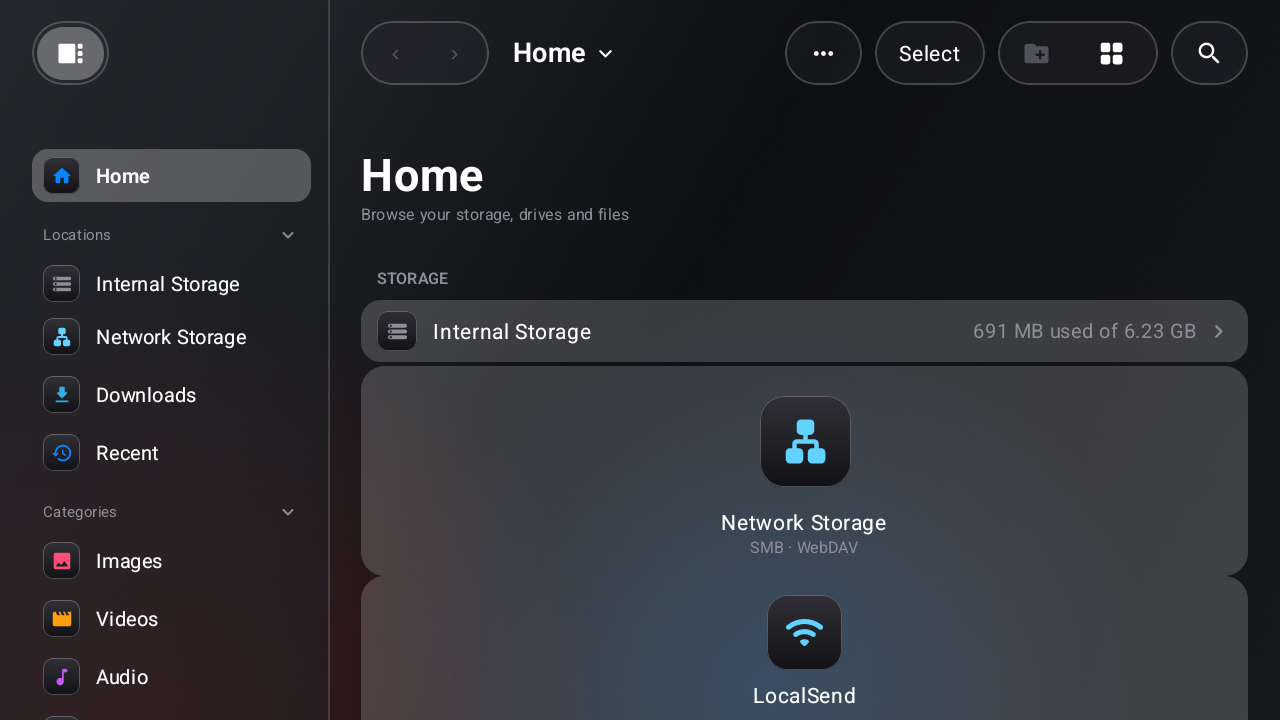 Home
Select
Home
Locations
Internal Storage
Network Storage
Downloads
Recent
Categories
Images
Videos
Audio
Home
Browse your storage, drives and files
STORAGE
Internal Storage
691 MB used of 6.23 GB
Network Storage
SMB · WebDAV
LocalSend